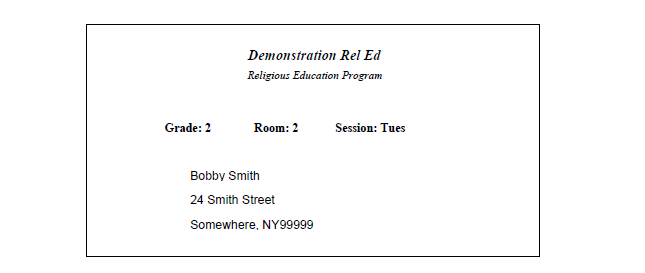 Demonstration Rel Ed
Religious Education Program
Grade: 2 Room: 2 Session: Tues
Bobby Smith
24 Smith Street
Somewhere, NY99999